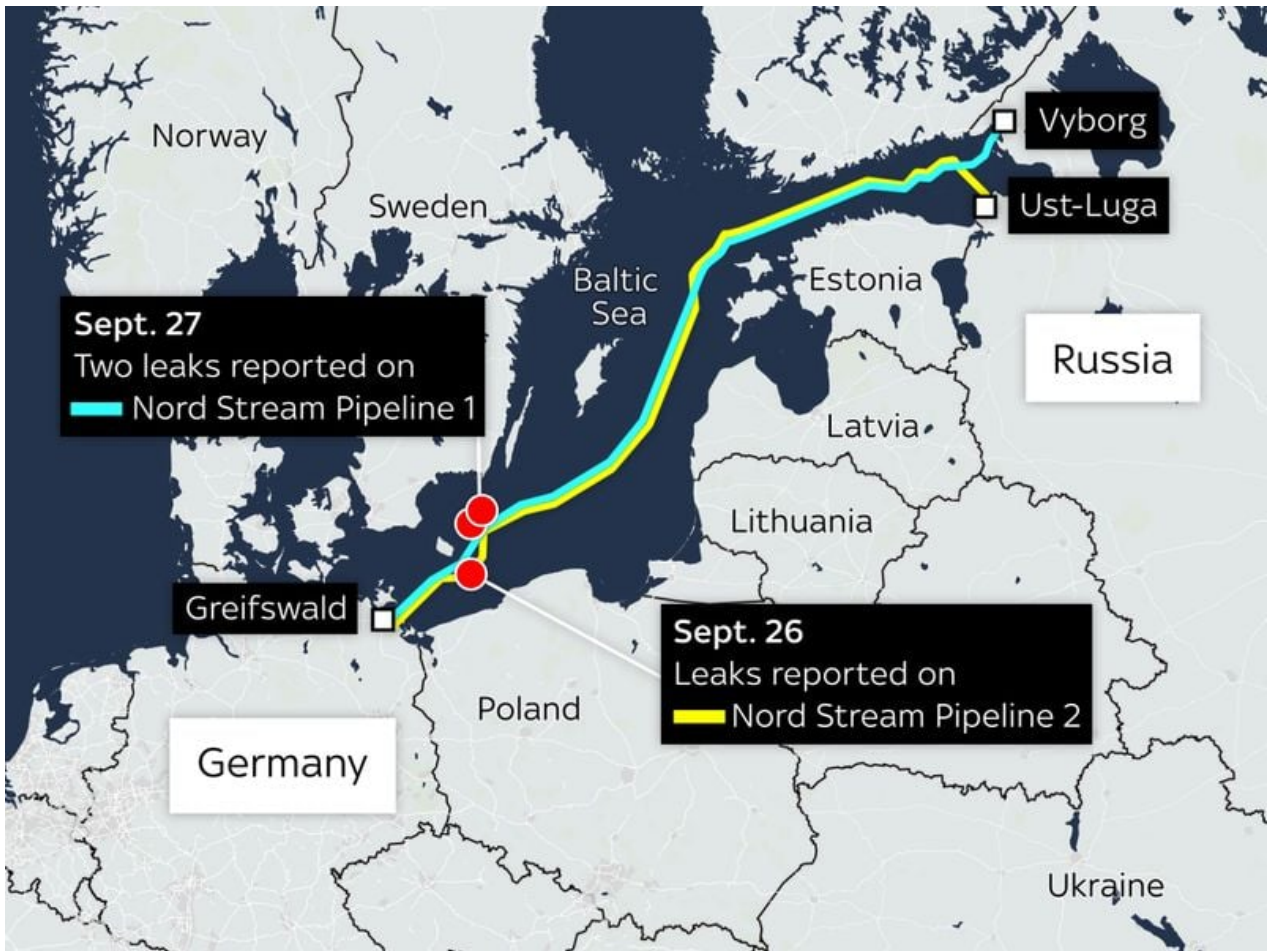 Norway
Sweden
Baltic
Sea
Vyborg
Ust-Luga
Estonia
Russia
Sept. 27
Two leaks reported on
Nord Stream Pipeline 1
Latvia
Lithuania
Greifswald
Sept. 26
Leaks reported on
Nord Stream Pipeline 2
Poland
Germany
Ukraine